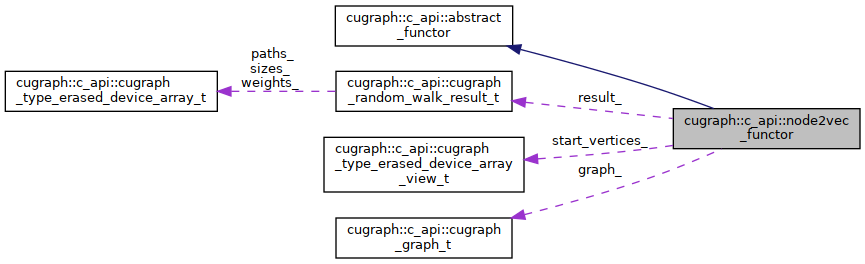 cugraph::c_api::abstract
_functor
paths_
sizes_
weights_
cugraph::c_api::cugraph
_type_erased_device_array_t
cugraph::c_api::cugraph
_random_walk_result_t
result_
cugraph::c_api::node2vec
_functor
start_vertices_
cugraph::c_api::cugraph
_type_erased_device_array
_view_t
graph_
cugraph::c_api::cugraph
_graph_t